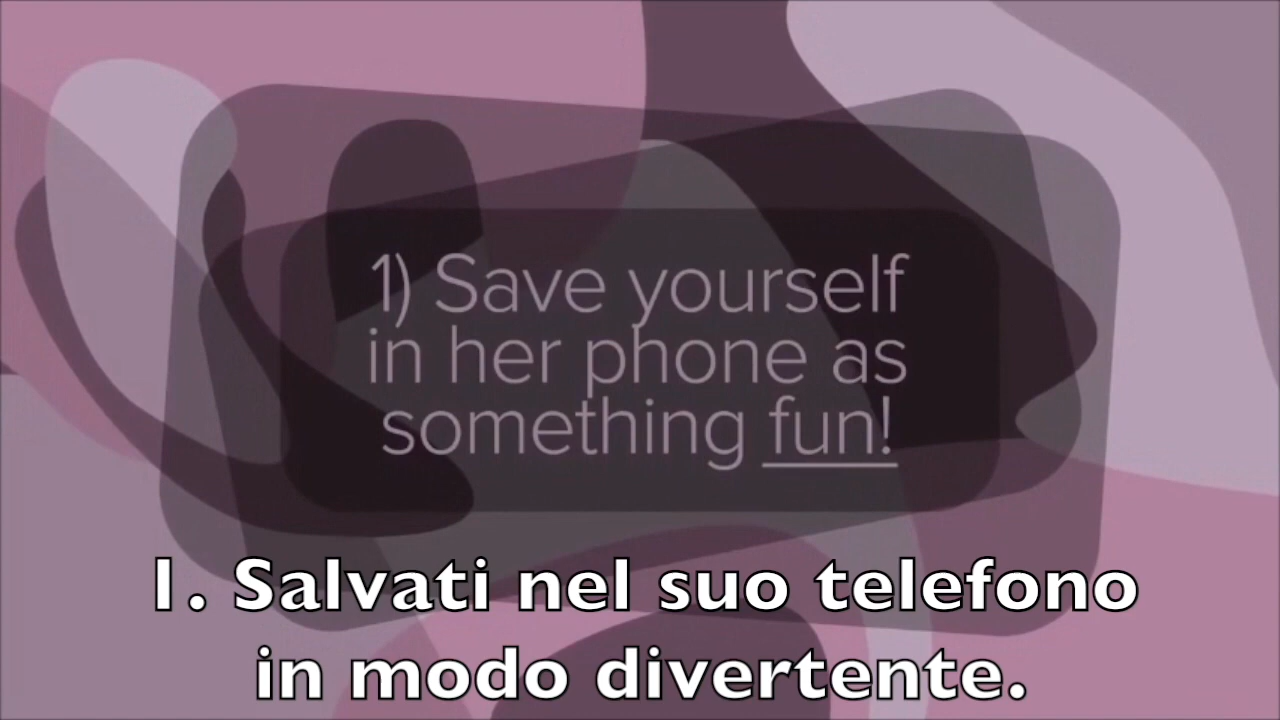 1) Save yourself
in her phone as
something fun!
1. Salvati nel suo telefono
in modo divertente.